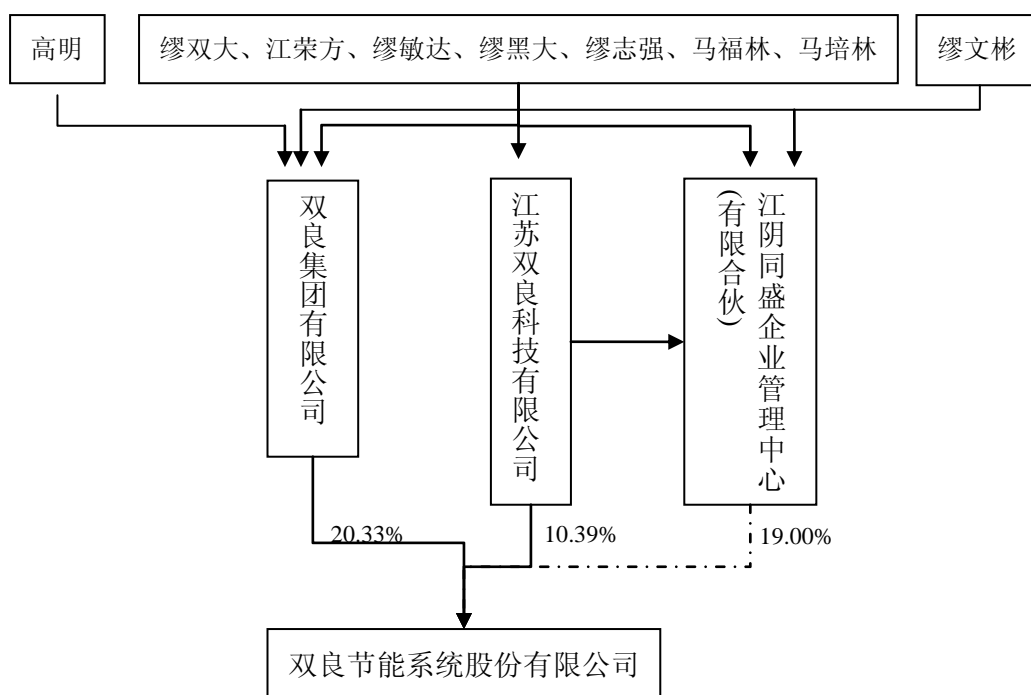 高明
缪双大、江荣方、缪敏达、缪黑大、缪志强、马福林、马培林
缪文彬
双良集团有限公司
江苏双良科技有限公司
江阴同盛企业管理中心
(有限合伙)
20.33%
10.39%
19.00%
双良节能系统股份有限公司